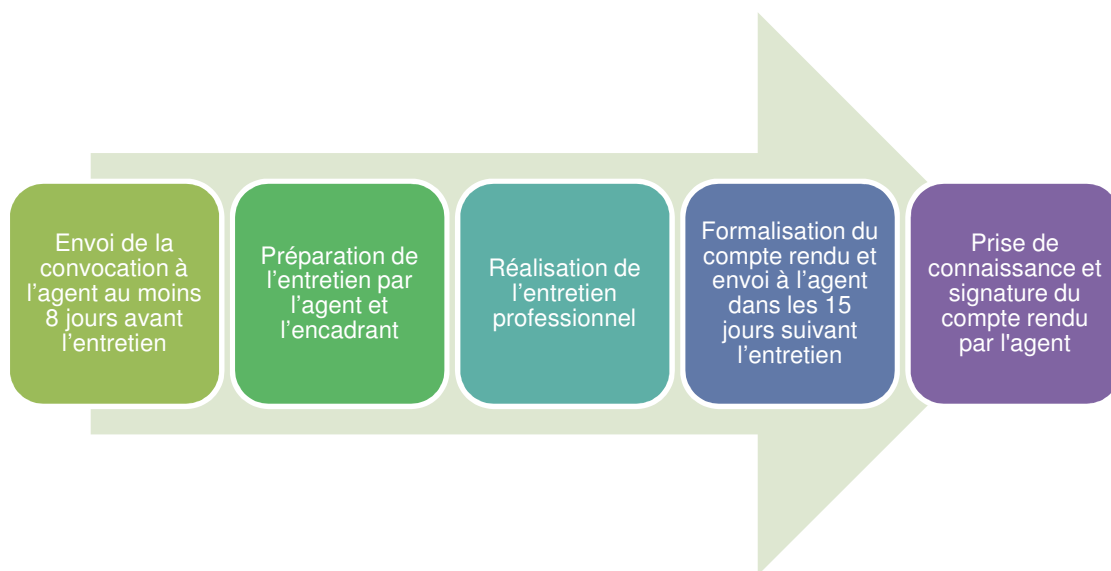 Envoi de la
convocation à
l’agent au moins
8 jours avant
l’entretien
Préparation de
l’entretien par
l’agent et
l’encadrant
Réalisation de
l’entretien
professionnel
Formalisation du
compte rendu et
envoi à l’agent
dans les 15
jours suivant
l’entretien
Prise de
connaissance et
signature du
compte rendu
par l'agent